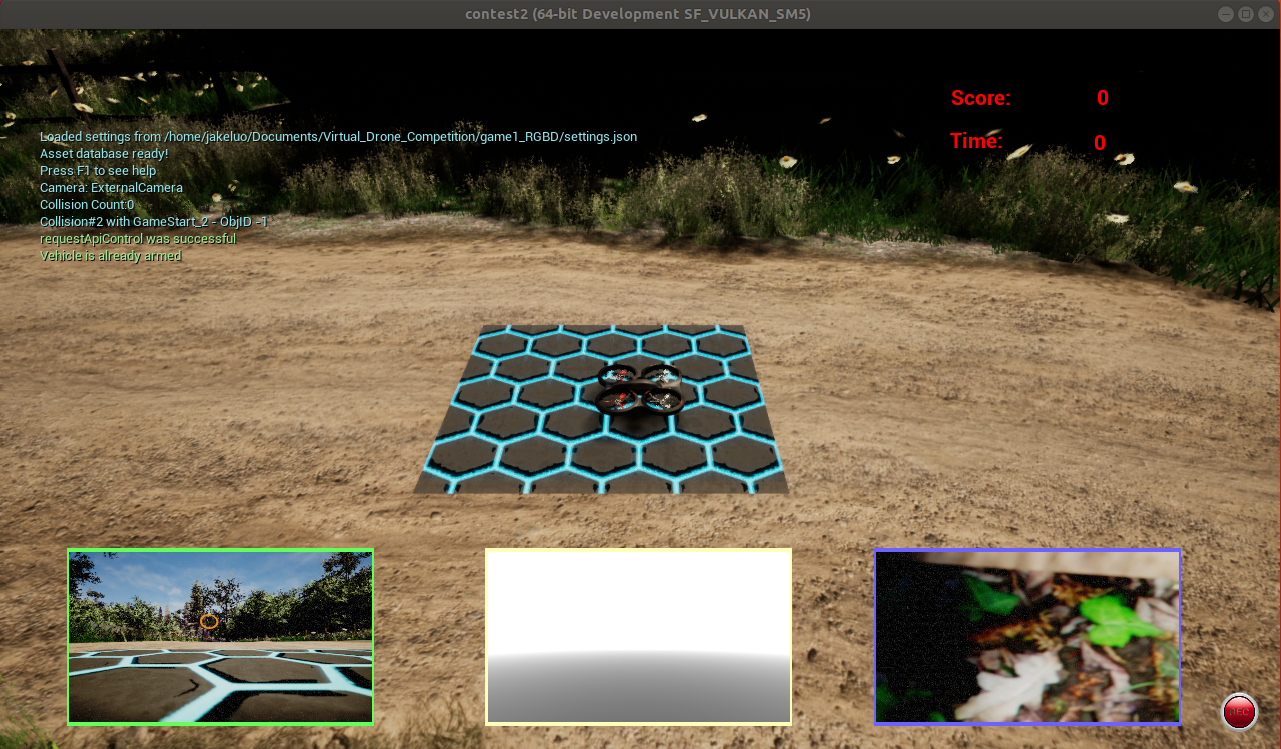 contest2 (64-bit Development SF_VULKAN_SM5)
Score: 0
Time: 0
Loaded settings from /home/jakeluo/Documents/Virtual_Drone_Competition/game1_RGBD/settings.json
Asset database ready!
Press F1 to see help
Camera: ExternalCamera
Collision Count:0
Collision#2 with GameStart_2 - ObjID -1
requestApiControl was successful
Vehicle is already armed
REC